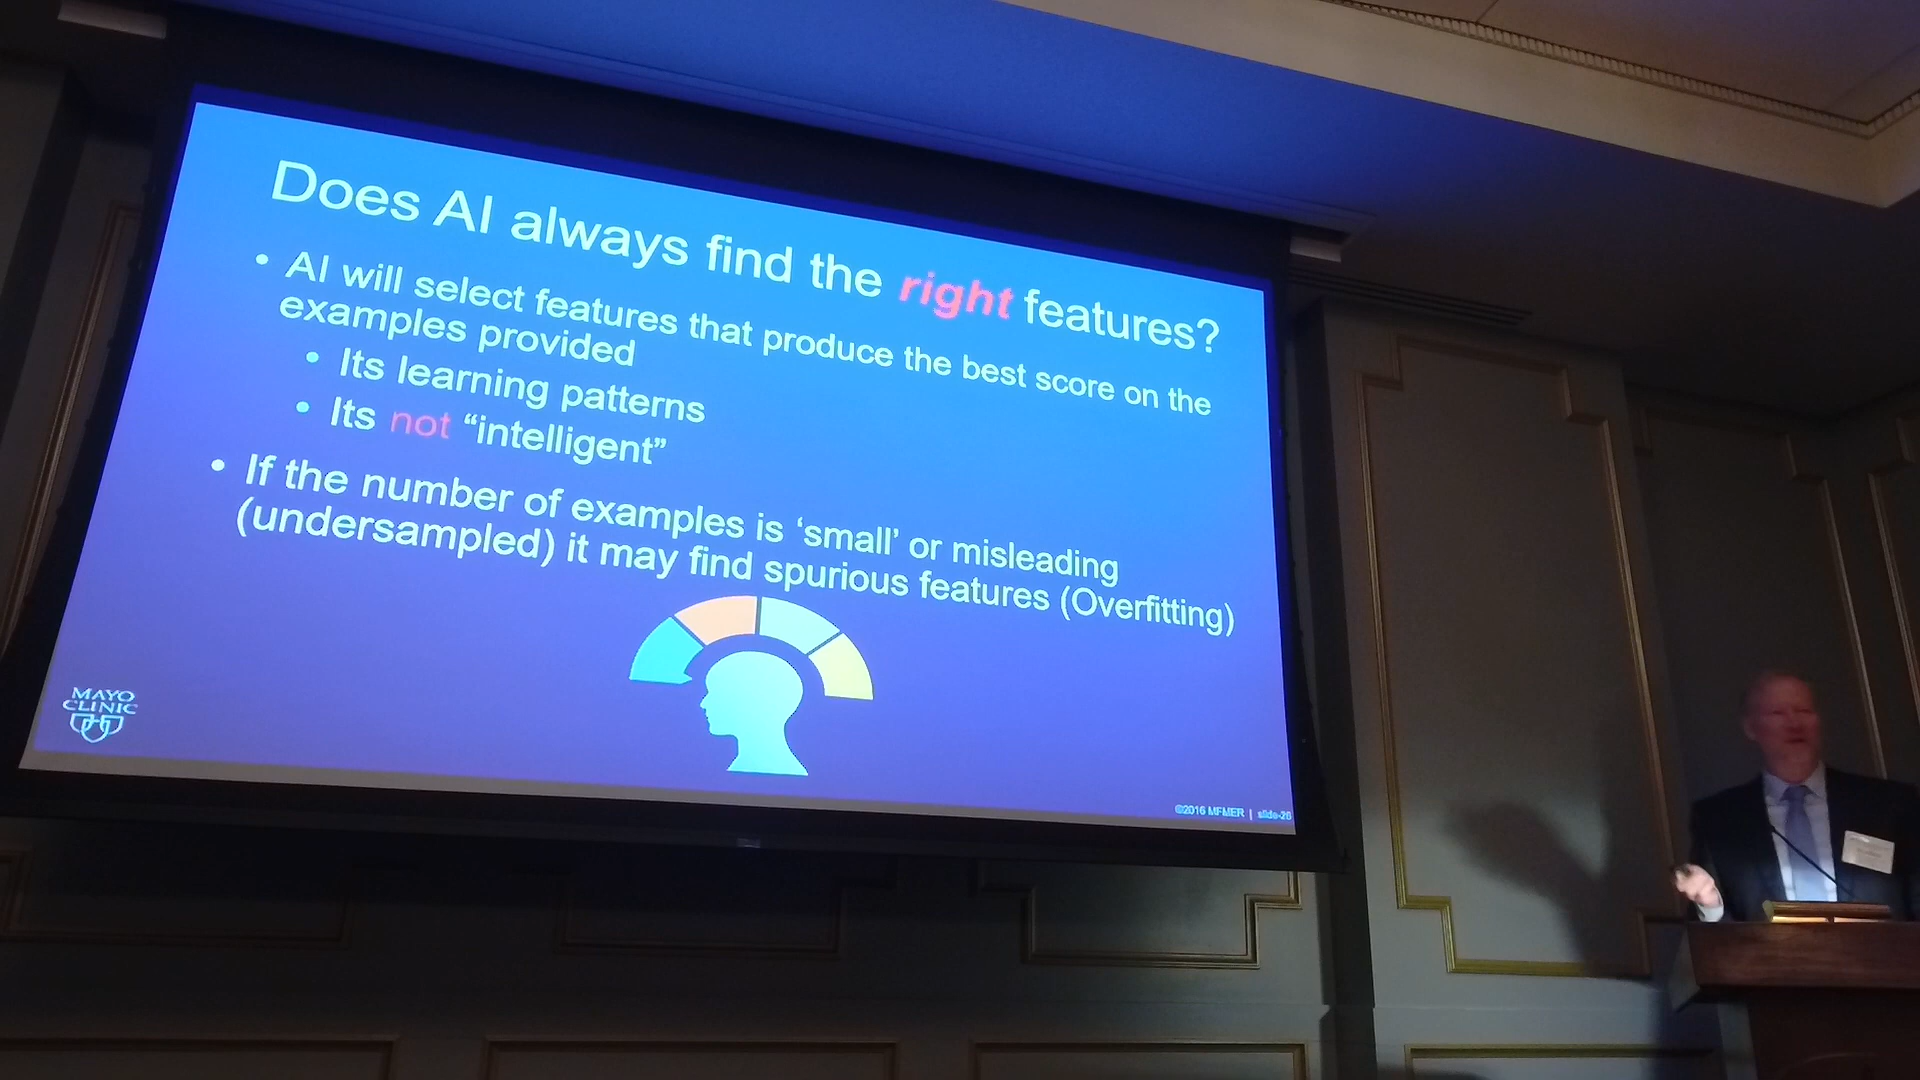 Does AI always find the right features?
• AI will select features that produce the best score on the
examples provided
• Its learning patterns
• Its not “intelligent”
• If the number of examples is ‘small’ or misleading
(undersampled) it may find spurious features (Overfitting)
MAYO
CLINIC
©2016 MFMER | slide-26